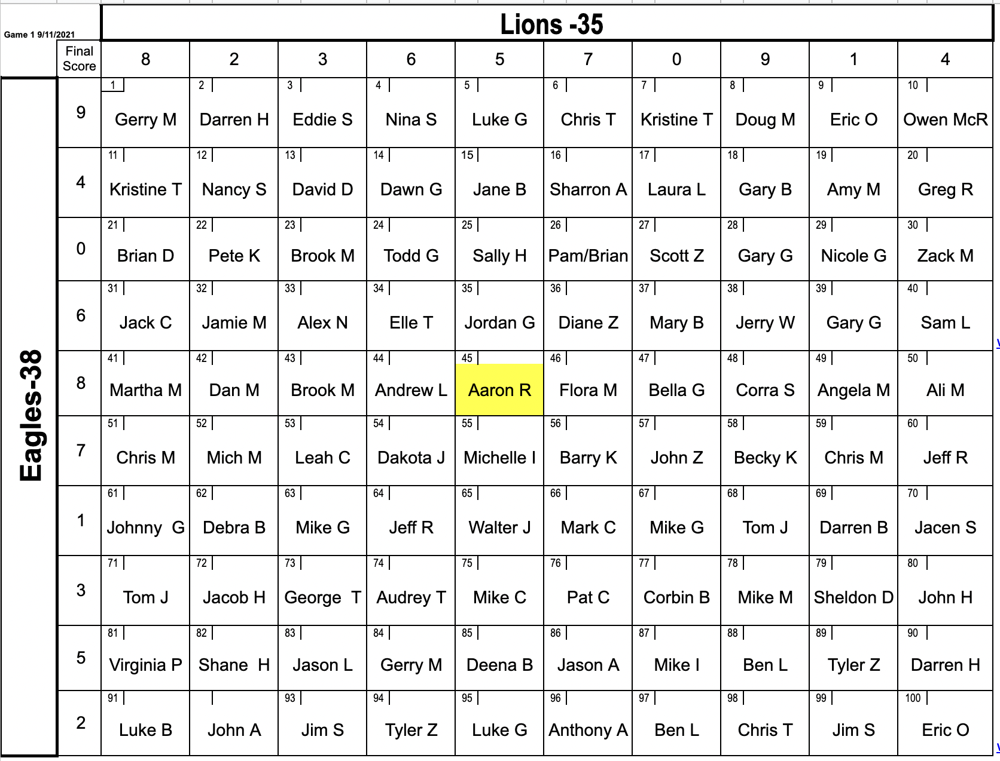 Lions -35
Game 1 9/11/2021
Final Score 8 2 3 6 5 7 0 9 1 4
1 2 3 4 5 6 7 8 9 10
9 Gerry M Darren H Eddie S Nina S Luke G Chris T Kristine T Doug M Eric O Owen McR
11 12 13 14 15 16 17 18 19 20
4 Kristine T Nancy S David D Dawn G Jane B Sharron A Laura L Gary B Amy M Greg R
21 22 23 24 25 26 27 28 29 30
0 Brian D Pete K Brook M Todd G Sally H Pam/Brian Scott Z Gary G Nicole G Zack M
31 32 33 34 35 36 37 38 39 40
6 Jack C Jamie M Alex N Elle T Jordan G Diane Z Mary B Jerry W Gary G Sam L
41 42 43 44 45 46 47 48 49 50
8 Martha M Dan M Brook M Andrew L Aaron R Flora M Bella G Corra S Angela M Ali M
Eagles-38
51 52 53 54 55 56 57 58 59 60
7 Chris M Mich M Leah C Dakota J Michelle I Barry K John Z Becky K Chris M Jeff R
61 62 63 64 65 66 67 68 69 70
1 Johnny  G Debra B Mike G Jeff R Walter J Mark C Mike G Tom J Darren B Jacen S
71 72 73 74 75 76 77 78 79 80
3 Tom J Jacob H George  T Audrey T Mike C Pat C Corbin B Mike M Sheldon D John H
81 82 83 84 85 86 87 88 89 90
5 Virginia P Shane  H Jason L Gerry M Deena B Jason A Mike I Ben L Tyler Z Darren H
91 93 94 95 96 97 98 99 100
2 Luke B John A Jim S Tyler Z Luke G Anthony A Ben L Chris T Jim S Eric O